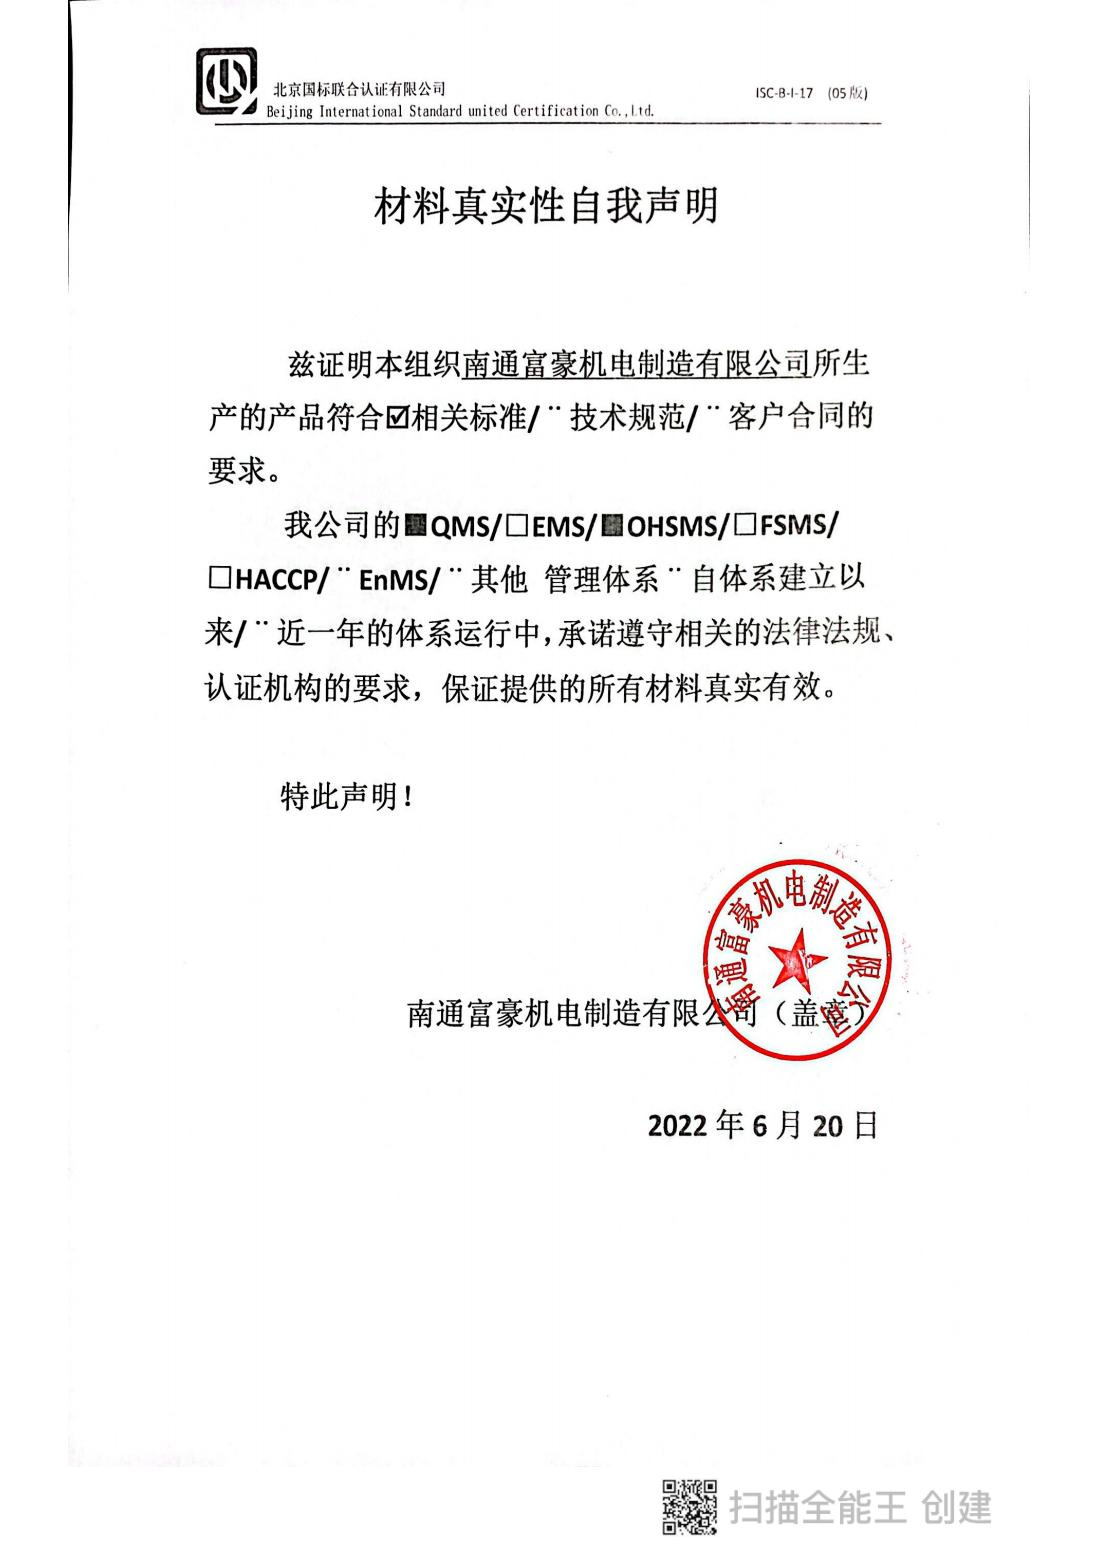 北京国标联合认证有限公司
ISC-B-I-17 (05版)
Beijing International Standard united Certification Co.,Ltd.
材料真实性自我声明
兹证明本组织南通富豪机电制造有限公司所生
产的产品符合☑相关标准/¨技术规范/¨客户合同的
要求。
我公司的■QMS/□EMS/■OHSMS/□FSMS/
□HACCP/¨EnMS/¨其他 管理体系¨自体系建立以
来/¨近一年的体系运行中,承诺遵守相关的法律法规、
认证机构的要求，保证提供的所有材料真实有效。
特此声明！
南通富豪机电制造有限公司
南通富豪机电制造有限公司（盖章）
2022年6月20日
扫描全能王 创建